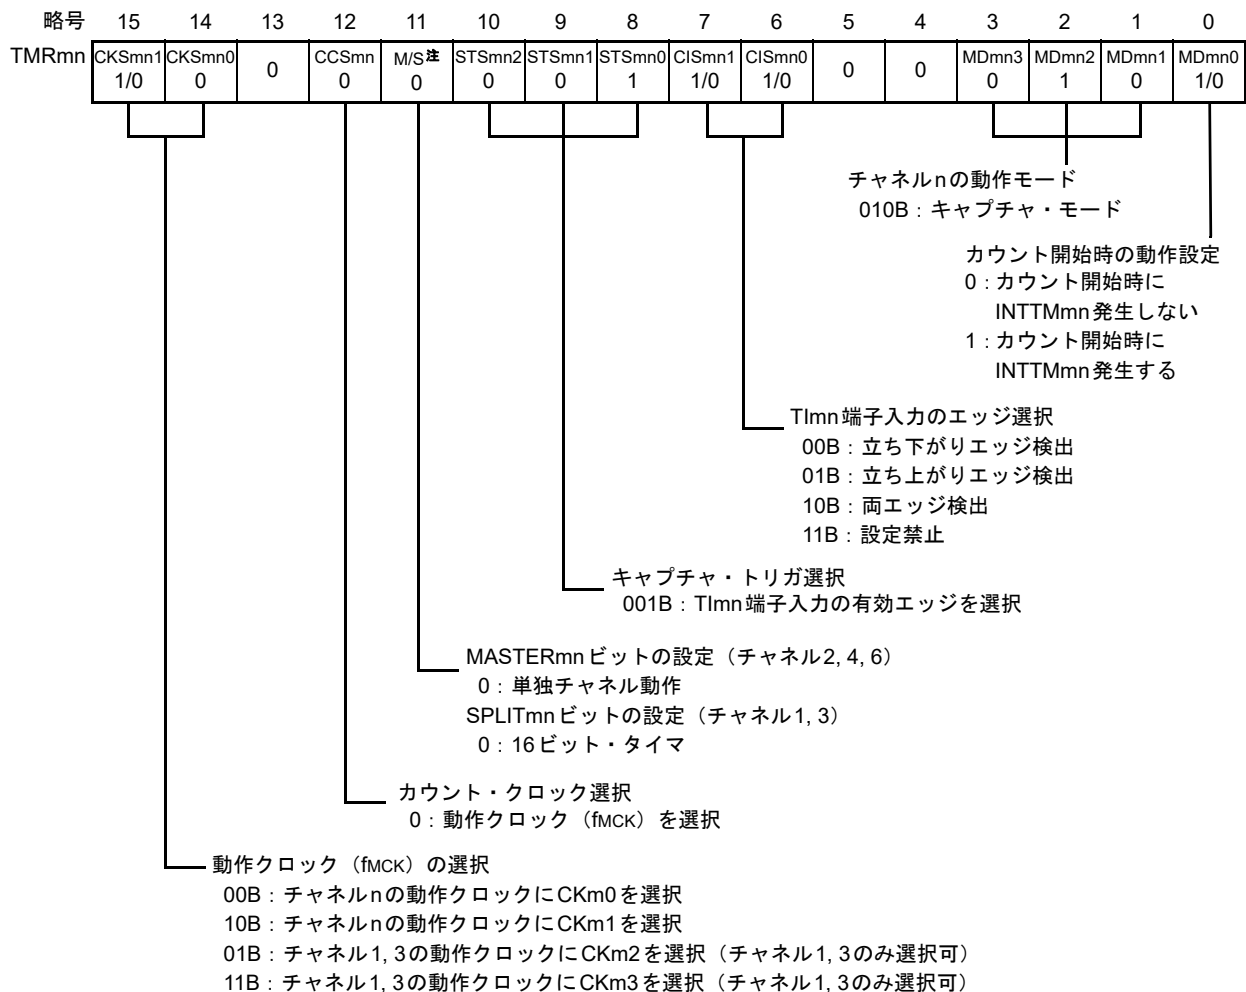 略号 15 14 13 12 11 10 9 8 7 6 5 4 3 2 1 0
TMRmn CKSmn1 CKSmn0 CCSmn M/S注 STSmn2 STSmn1 STSmn0 CISmn1 CISmn0 MDmn3 MDmn2 MDmn1 MDmn0
1/0 0 0 0 0 0 0 1 1/0 1/0 0 0 0 1 0 1/0
チャネルnの動作モード
010B：キャプチャ・モード
カウント開始時の動作設定
0：カウント開始時に
INTTMmn発生しない
1：カウント開始時に
INTTMmn発生する
TImn端子入力のエッジ選択
00B：立ち下がりエッジ検出
01B：立ち上がりエッジ検出
10B：両エッジ検出
11B：設定禁止
キャプチャ・トリガ選択
001B：TImn端子入力の有効エッジを選択
MASTERmnビットの設定（チャネル2, 4, 6）
0：単独チャネル動作
SPLITmnビットの設定（チャネル1, 3）
0：16ビット・タイマ
カウント・クロック選択
0：動作クロック（fMCK）を選択
動作クロック（fMCK）の選択
00B：チャネルnの動作クロックにCKm0を選択
10B：チャネルnの動作クロックにCKm1を選択
01B：チャネル1, 3の動作クロックにCKm2を選択（チャネル1, 3のみ選択可）
11B：チャネル1, 3の動作クロックにCKm3を選択（チャネル1, 3のみ選択可）